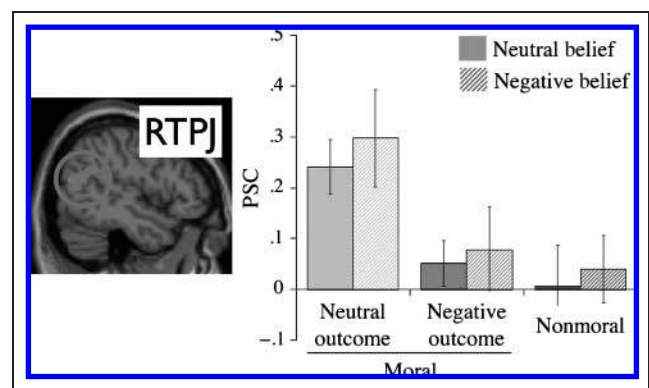 RTPJ
PSC
.5
.4
.3
.2
.1
0
-.1
Neutral belief
Negative belief
Neutral
outcome
Negative
outcome
Nonmoral
Moral